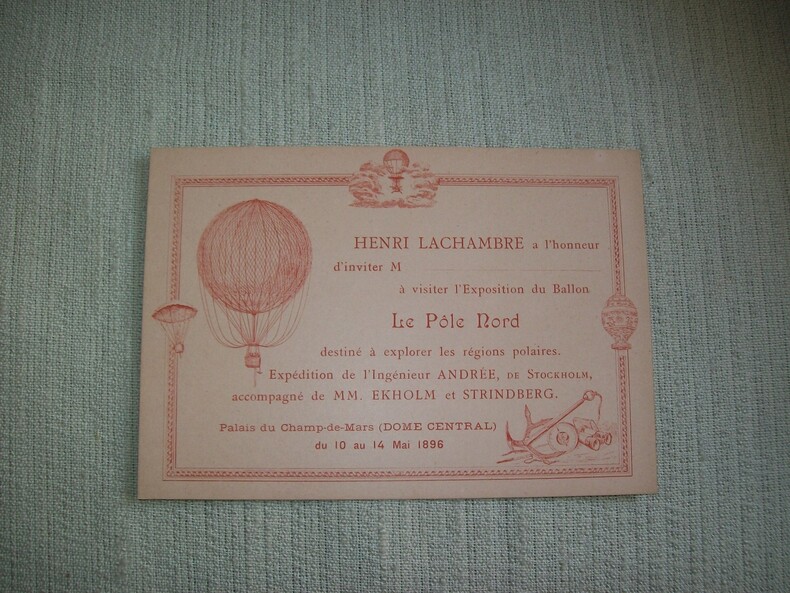 HENRI LACHAMBRE a l'honneur
d'inviter M
à visiter l'Exposition du Ballon
Le Pôle Nord
destiné à explorer les régions polaires.
Expédition de l'Ingénieur ANDRÉE, DE STOCKHOLM,
accompagné de MM. EKHOLM et STRINDBERG.
Palais du Champ-de-Mars (DOME CENTRAL)
du 10 au 14 Mai 1896